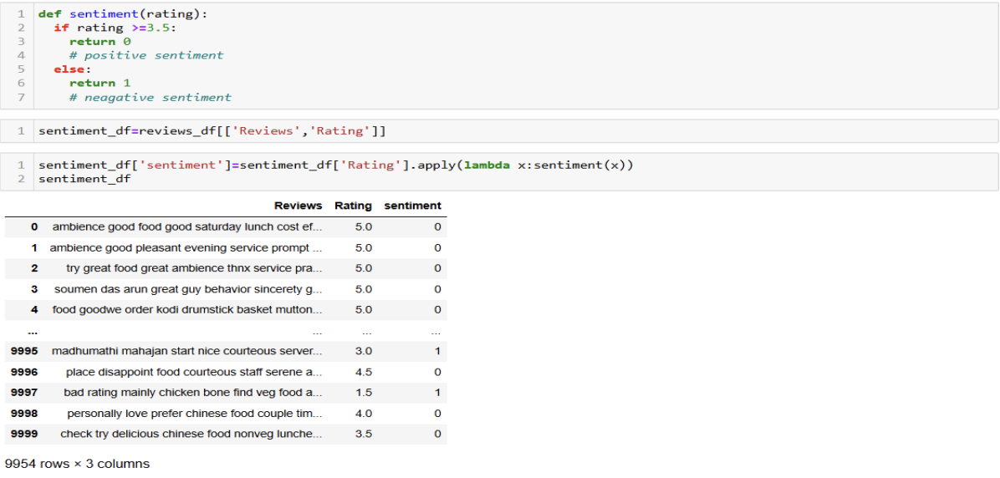 1 def sentiment(rating):
2 if rating >=3.5:
3 return 0
4 # positive sentiment
5 else:
6 return 1
7 # neagative sentiment
1 sentiment_df=reviews_df[['Reviews','Rating']]
1 sentiment_df['sentiment']=sentiment_df['Rating'].apply(lambda x:sentiment(x))
2 sentiment_df
Reviews Rating sentiment
0 ambience good food good saturday lunch cost ef... 5.0 0
1 ambience good pleasant evening service prompt ... 5.0 0
2 try great food great ambience thnx service pra... 5.0 0
3 soumen das arun great guy behavior sincerety g... 5.0 0
4 food goodwe order kodi drumstick basket mutton... 5.0 0
... ... ... ...
9995 madhumathi mahajan start nice courteous server... 3.0 1
9996 place disappoint food courteous staff serene a... 4.5 0
9997 bad rating mainly chicken bone find veg food a... 1.5 1
9998 personally love prefer chinese food couple tim... 4.0 0
9999 check try delicious chinese food nonveg lunche... 3.5 0
9954 rows × 3 columns